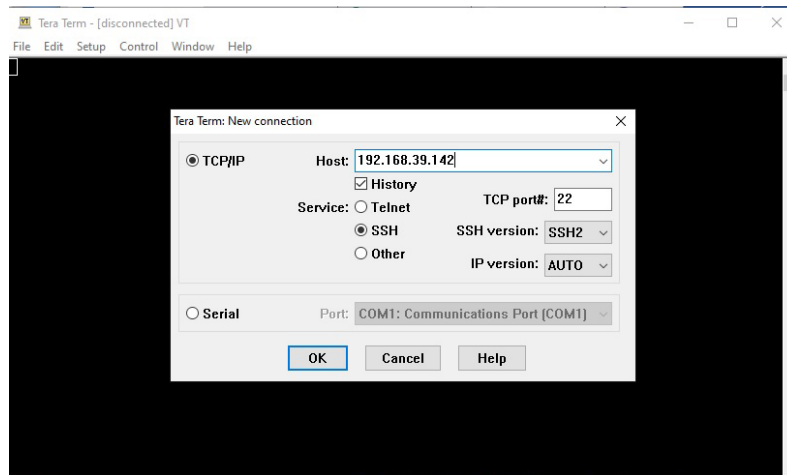 VT Tera Term - [disconnected] VT
File Edit Setup Control Window Help
Tera Term: New connection
TCP/IP Host: 192.168.39.142
History
Service: Telnet TCP port#: 22
SSH SSH version: SSH2
Other IP version: AUTO
Serial Port: COM1: Communications Port (COM1)
OK Cancel Help